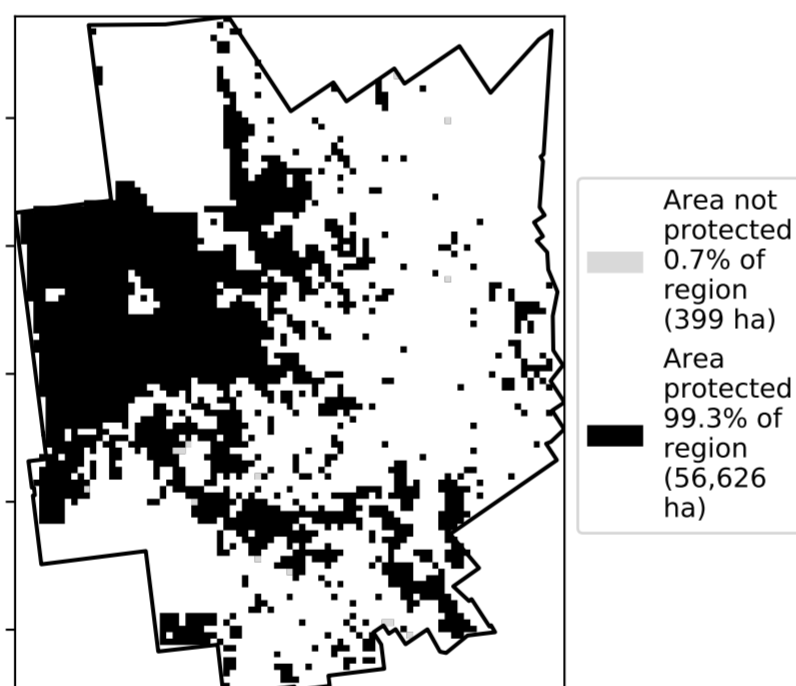 Area not
protected
0.7% of
region
(399 ha)
Area
protected
99.3% of
region
(56,626
ha)